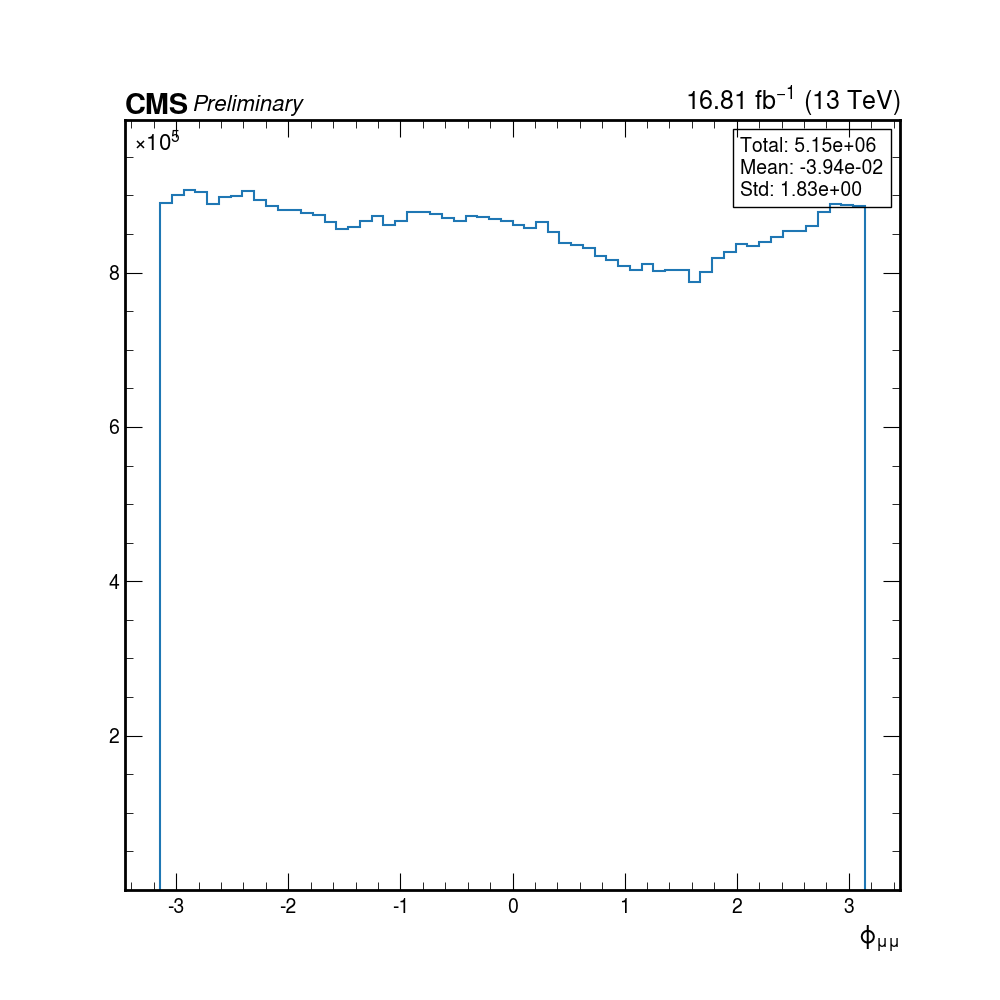 CMS Preliminary 16.81 fb⁻¹ (13 TeV)
×10⁵
Total: 5.15e+06
Mean: -3.94e-02
Std: 1.83e+00
8
6
4
2
-3 -2 -1 0 1 2 3
ϕμμ